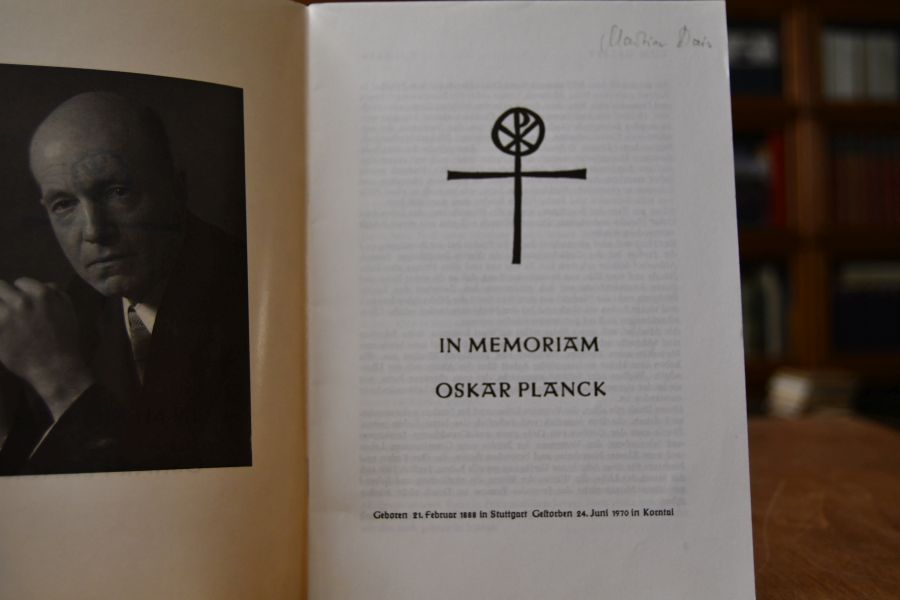 IN MEMORIAM
OSKAR PLANCK
Geboren 21. Februar 1888 in Stuttgart Gestorben 24. Juni 1970 in Korntal